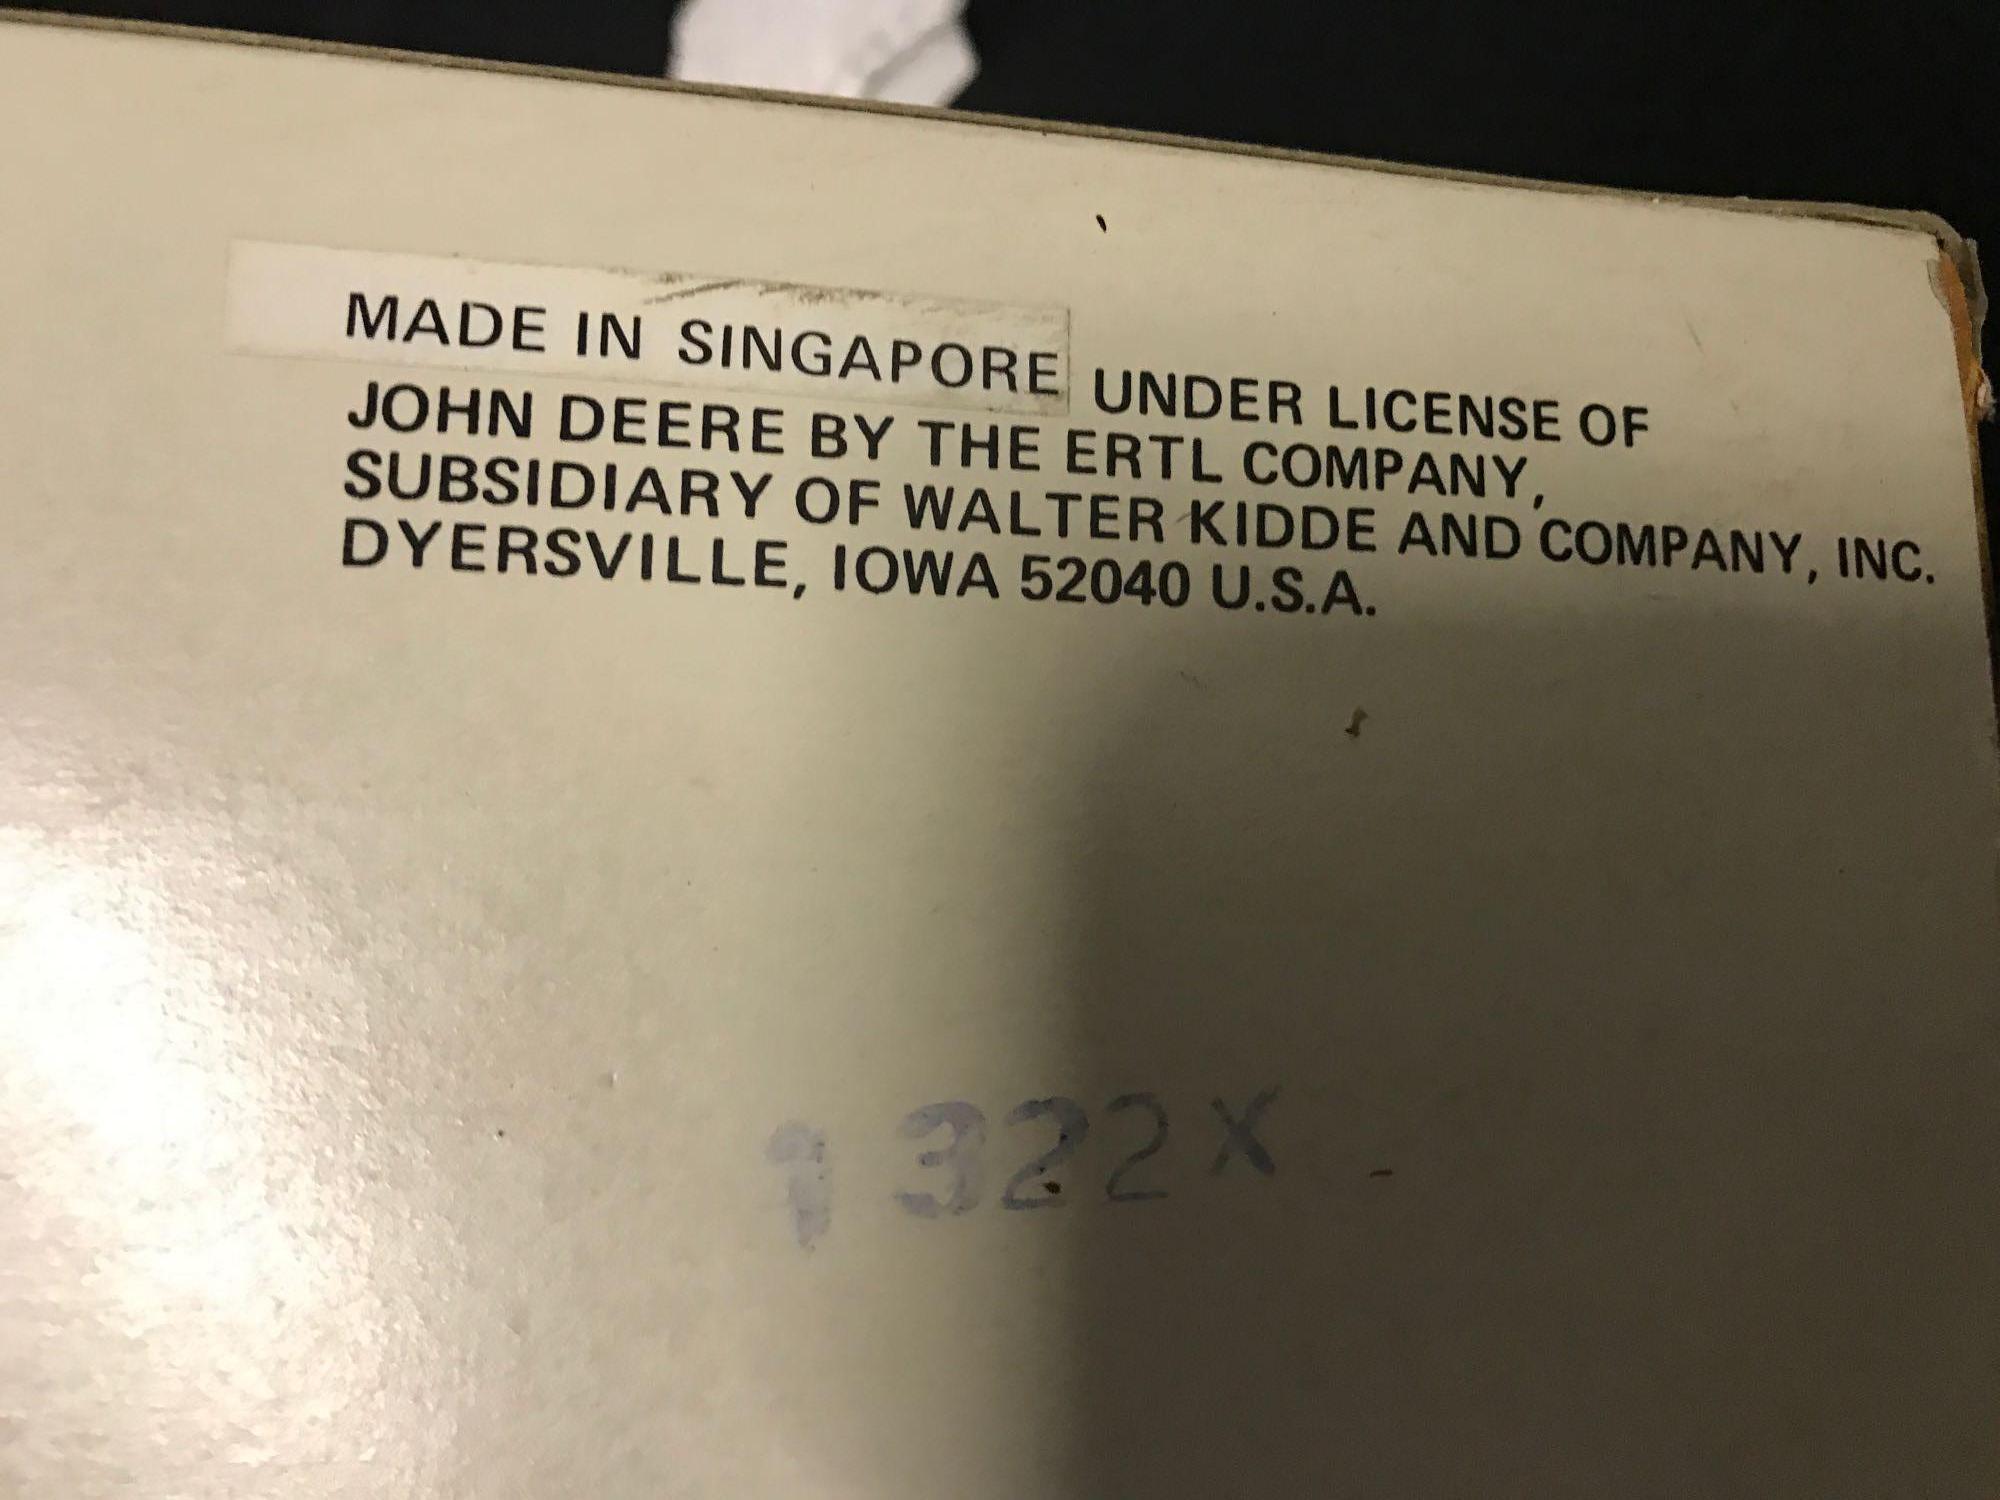 MADE IN SINGAPORE UNDER LICENSE OF
JOHN DEERE BY THE ERTL COMPANY,
SUBSIDIARY OF WALTER KIDDE AND COMPANY, INC.
DYERSVILLE, IOWA 52040 U.S.A.
1322X